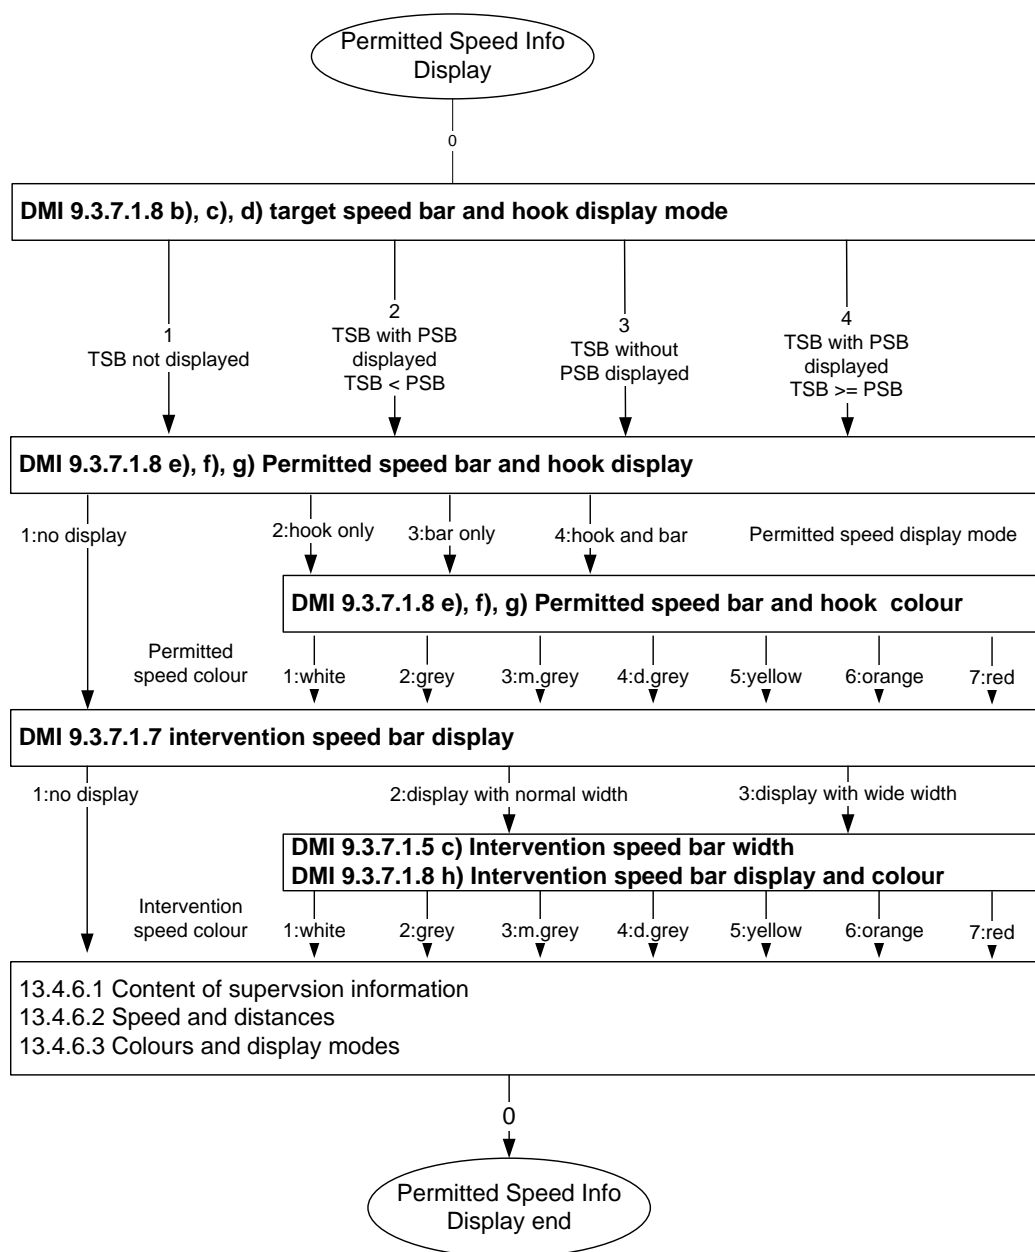 Permitted Speed Info
Display
0
DMI 9.3.7.1.8 b), c), d) target speed bar and hook display mode
1
TSB not displayed
2
TSB with PSB
displayed
TSB < PSB
3
TSB without
PSB displayed
4
TSB with PSB
displayed
TSB >= PSB
DMI 9.3.7.1.8 e), f), g) Permitted speed bar and hook display
1:no display
2:hook only
3:bar only
4:hook and bar
Permitted speed display mode
DMI 9.3.7.1.8 e), f), g) Permitted speed bar and hook  colour
Permitted
speed colour
1:white
2:grey
3:m.grey
4:d.grey
5:yellow
6:orange
7:red
DMI 9.3.7.1.7 intervention speed bar display
1:no display
2:display with normal width
3:display with wide width
DMI 9.3.7.1.5 c) Intervention speed bar width
DMI 9.3.7.1.8 h) Intervention speed bar display and colour
Intervention
speed colour
1:white
2:grey
3:m.grey
4:d.grey
5:yellow
6:orange
7:red
13.4.6.1 Content of supervsion information
13.4.6.2 Speed and distances
13.4.6.3 Colours and display modes
0
Permitted Speed Info
Display end